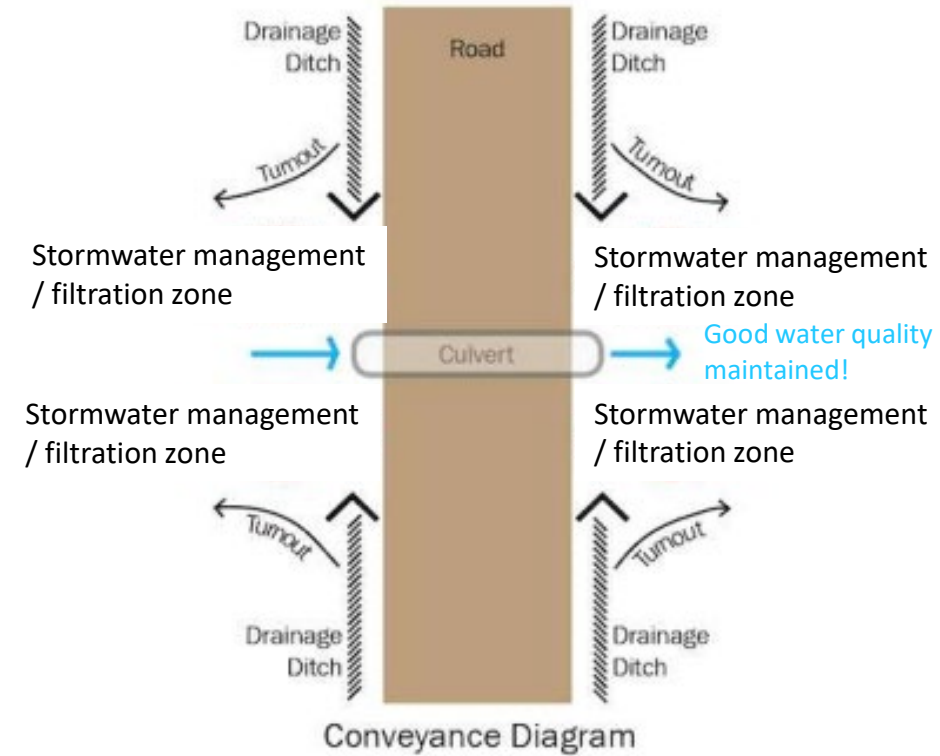 Drainage
Ditch
Road
Drainage
Ditch
Turnout
Turnout
Stormwater management
/ filtration zone
Stormwater management
/ filtration zone
Culvert
Good water quality
maintained!
Stormwater management
/ filtration zone
Stormwater management
/ filtration zone
Turnout
Turnout
Drainage
Ditch
Drainage
Ditch
Conveyance Diagram